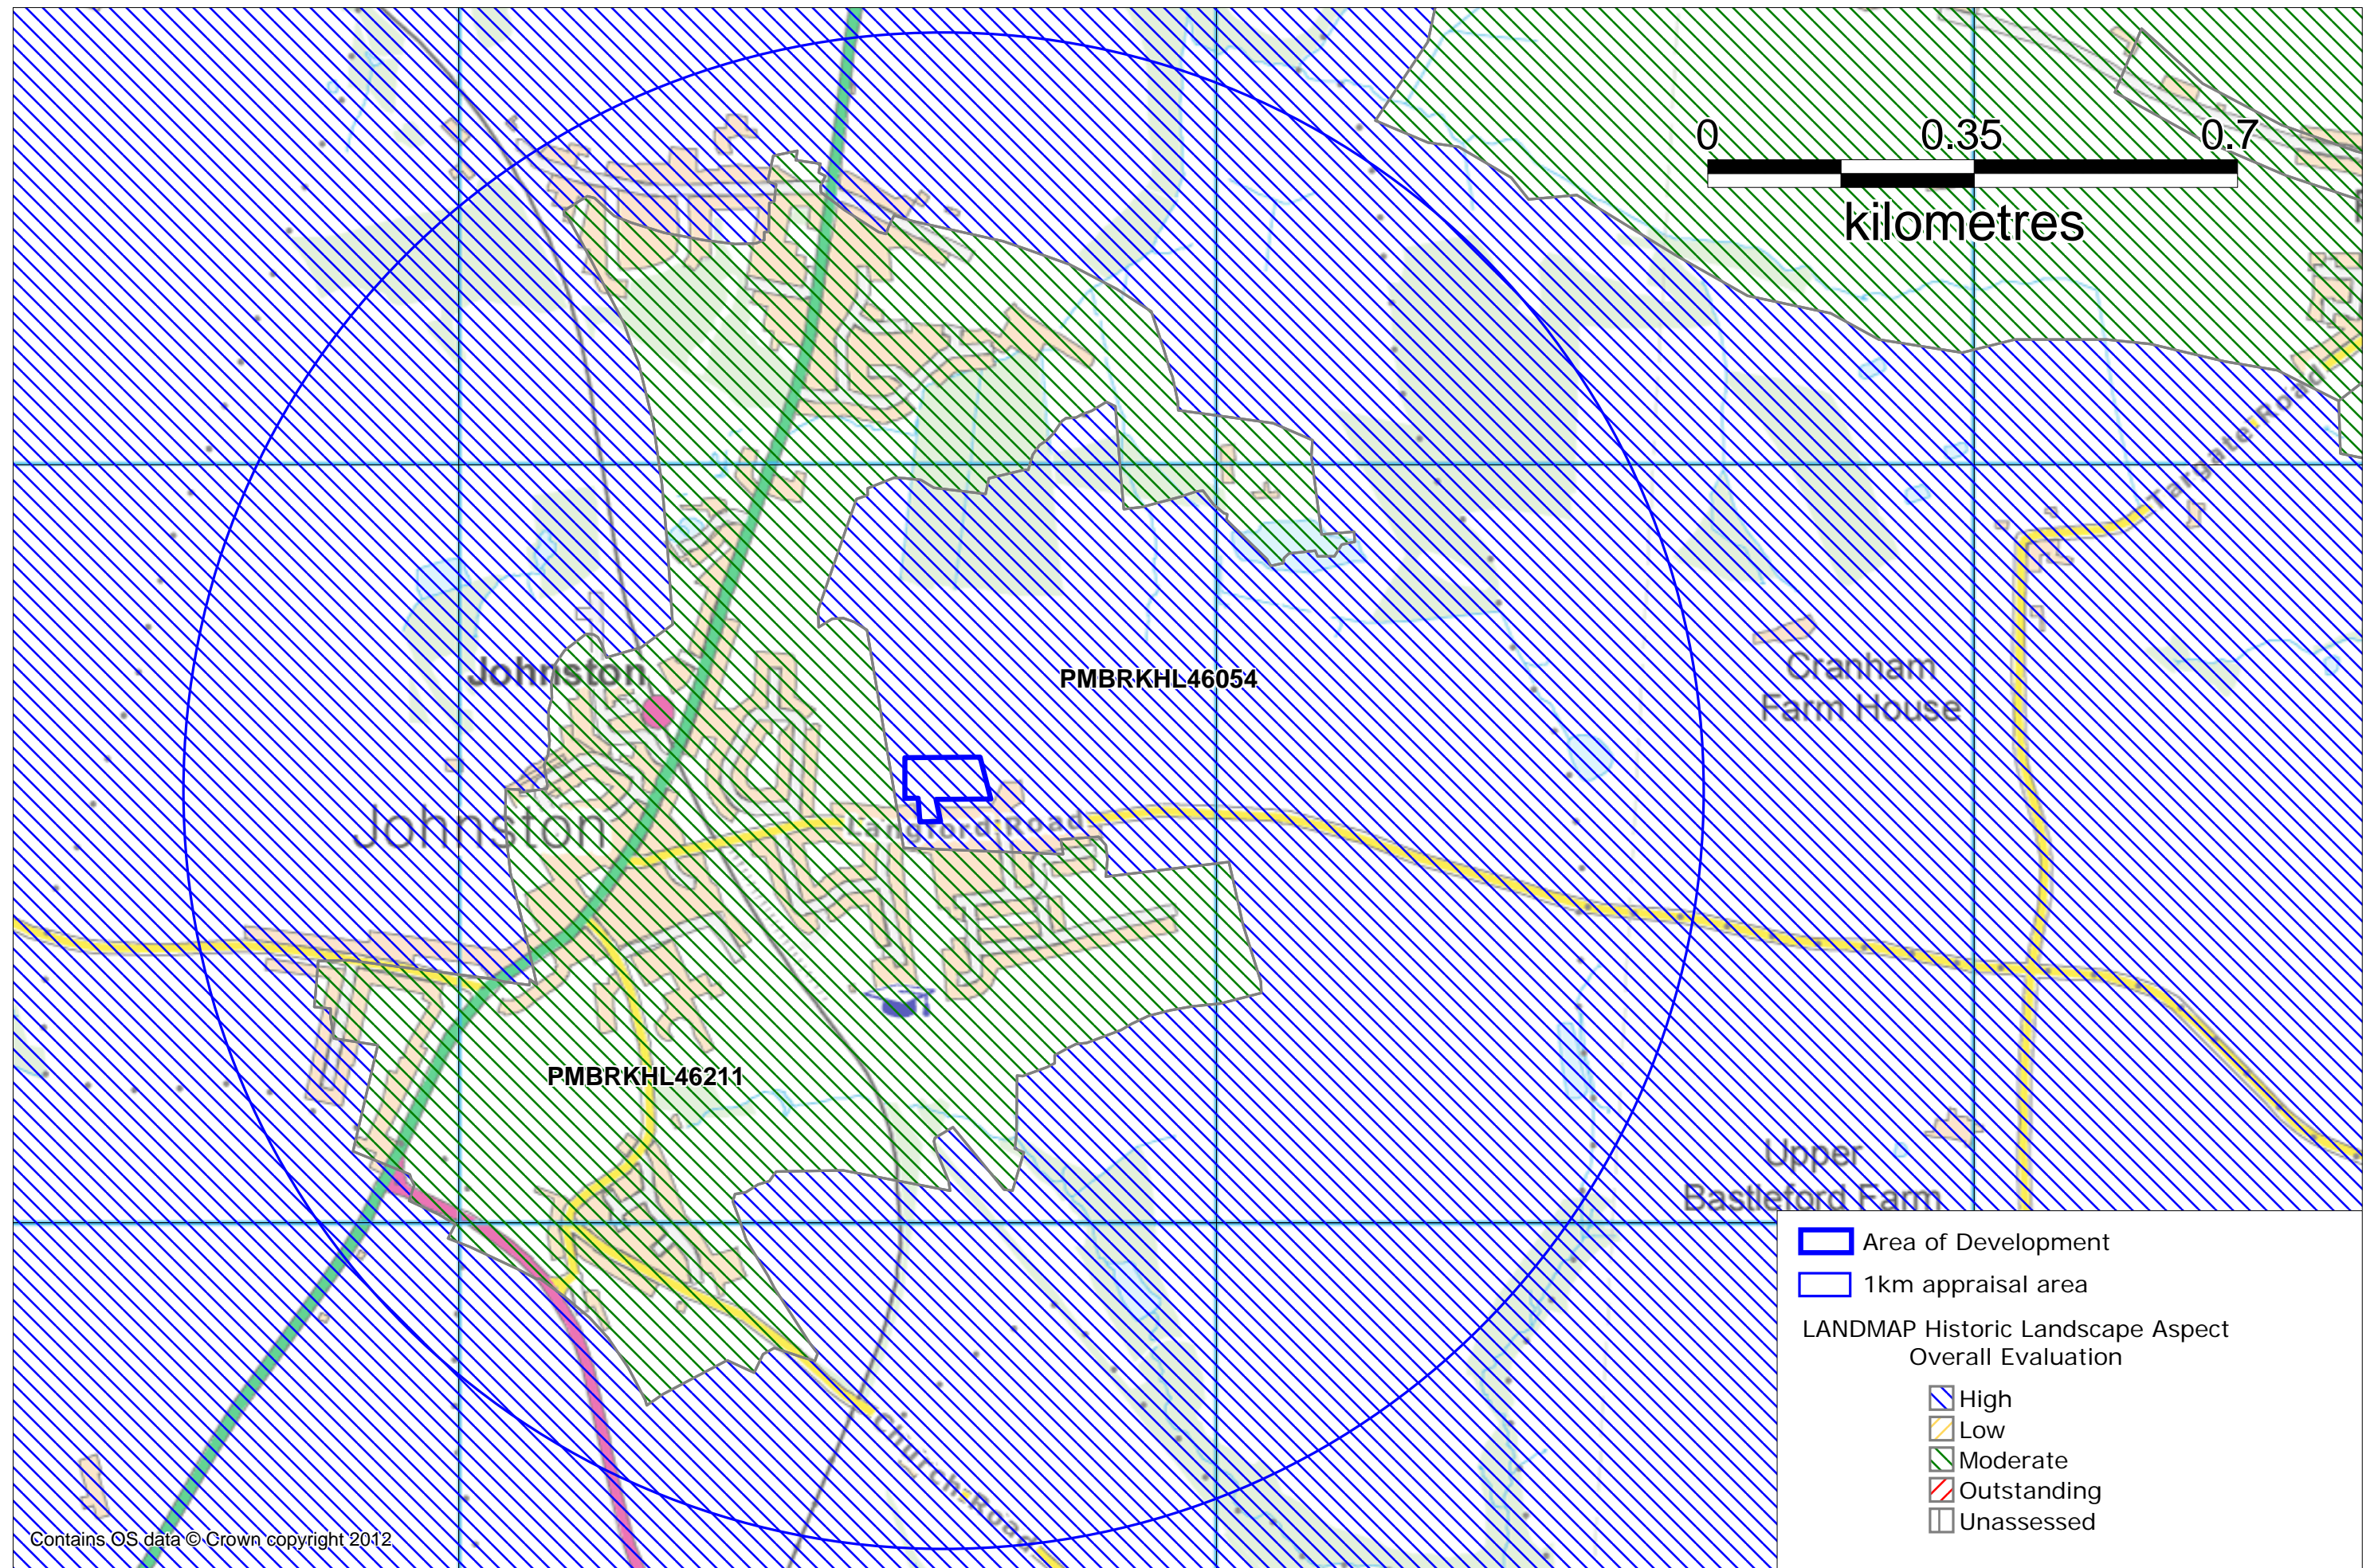 0 0.35 0.7
kilometres
Targate Road
Johnston
PMBRKHL46054
Cranham
Farm House
Johnston
Langford Road
PMBRKHL46211
Upper
Bastleford Farm
Church Road
Area of Development
1km appraisal area
LANDMAP Historic Landscape Aspect
Overall Evaluation
High
Low
Moderate
Outstanding
Unassessed
Contains OS data © Crown copyright 2012